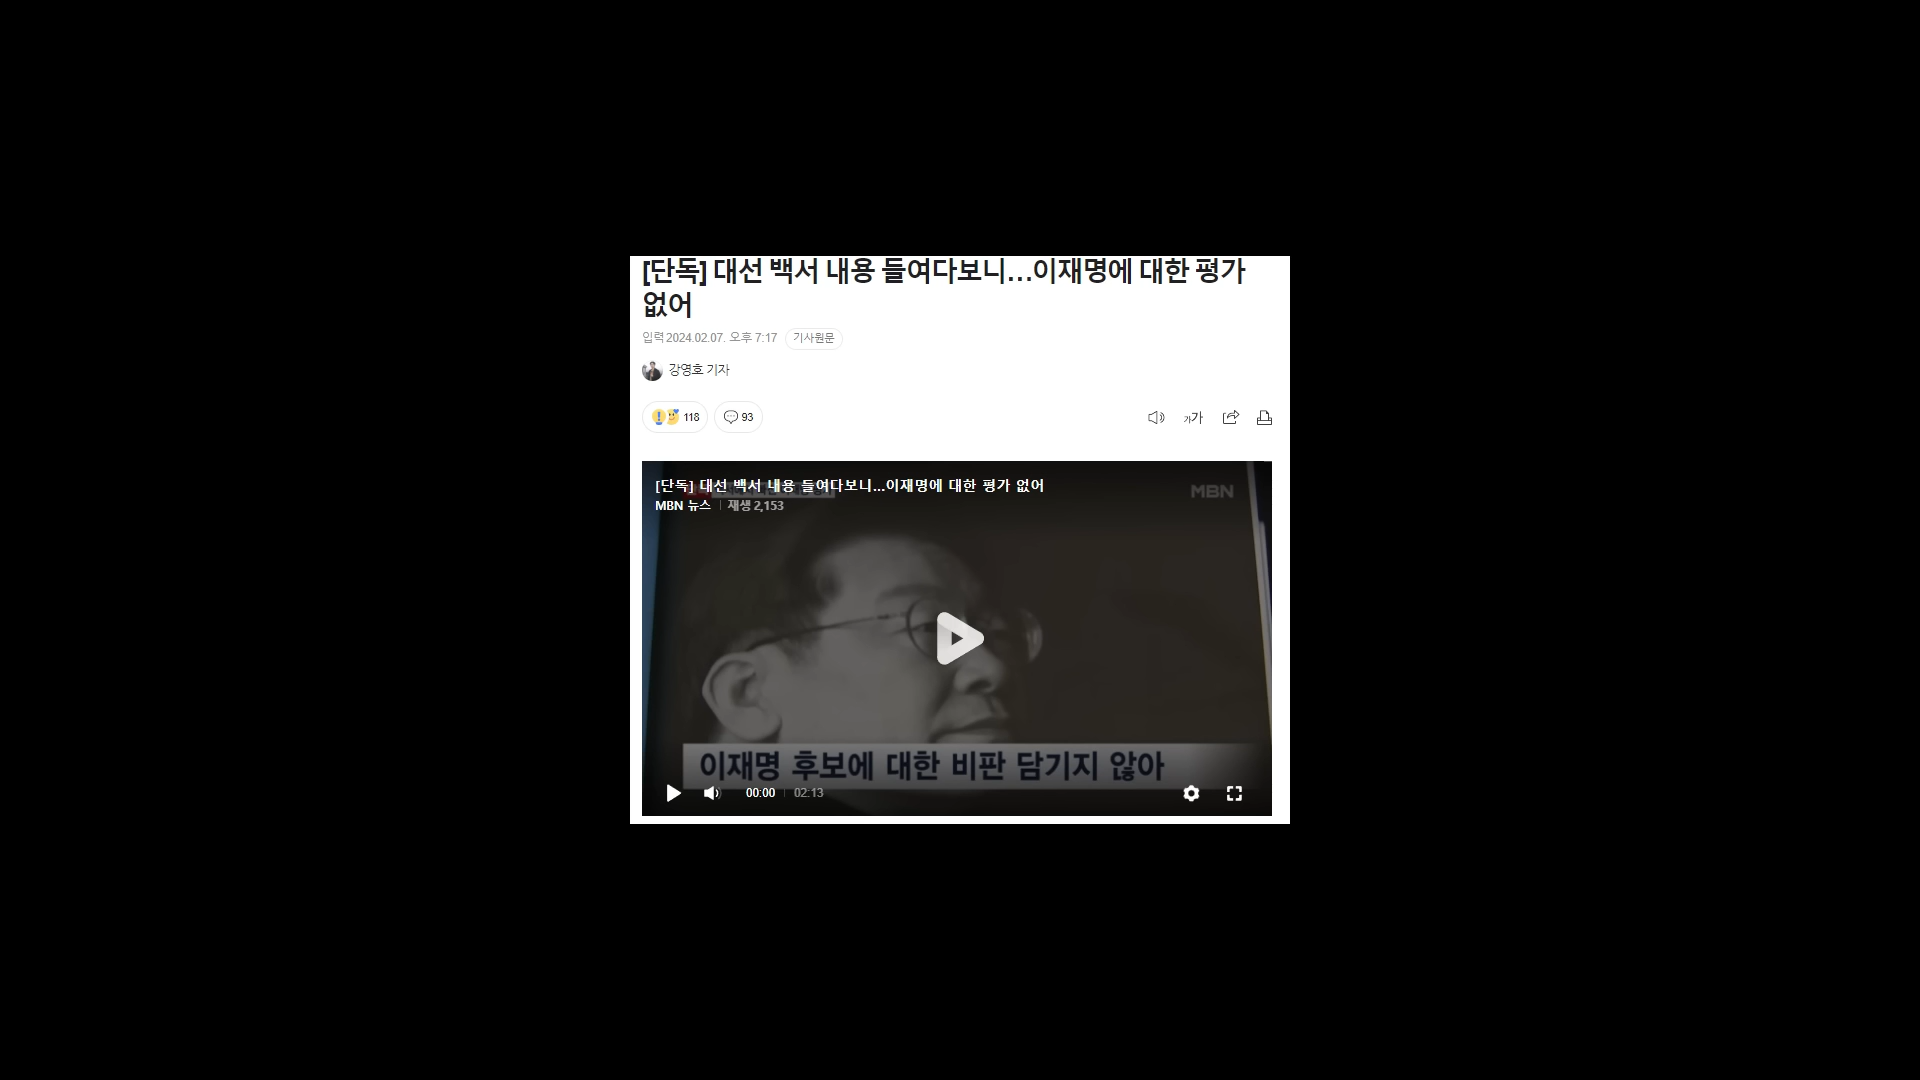 [단독] 대선 백서 내용 들여다보니…이재명에 대한 평가
없어
입력 2024.02.07. 오후 7:17 기사원문
강영호 기자
118 93
가가
[단독] 대선 백서 내용 들여다보니...이재명에 대한 평가 없어
MBN
MBN 뉴스 재생 2,153
이재명 후보에 대한 비판 담기지 않아
00:00 02:13